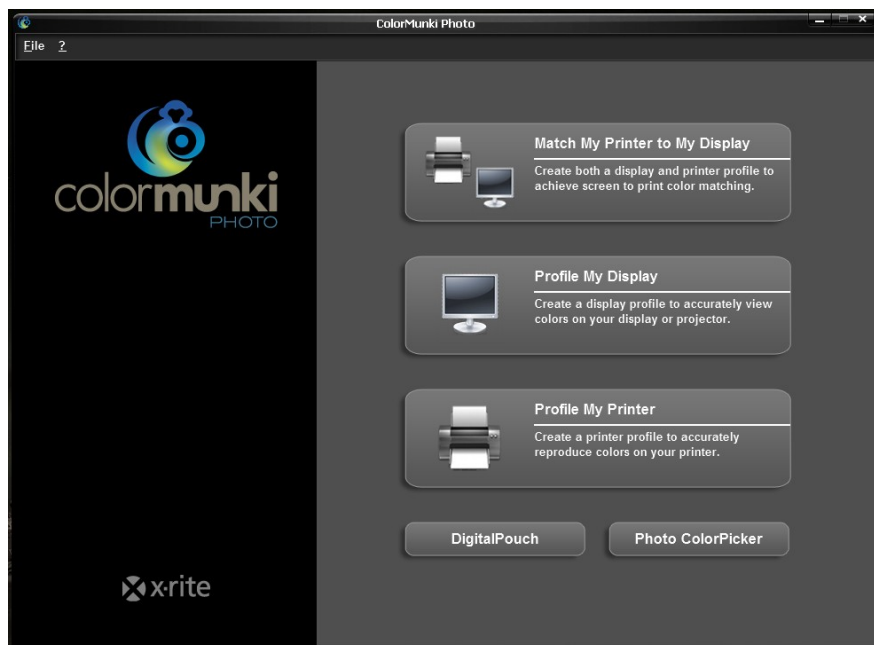 ColorMunki Photo
File ?
colormunki
PHOTO
Match My Printer to My Display
Create both a display and printer profile to
achieve screen to print color matching.
Profile My Display
Create a display profile to accurately view
colors on your display or projector.
Profile My Printer
Create a printer profile to accurately
reproduce colors on your printer.
DigitalPouch Photo ColorPicker
x·rite